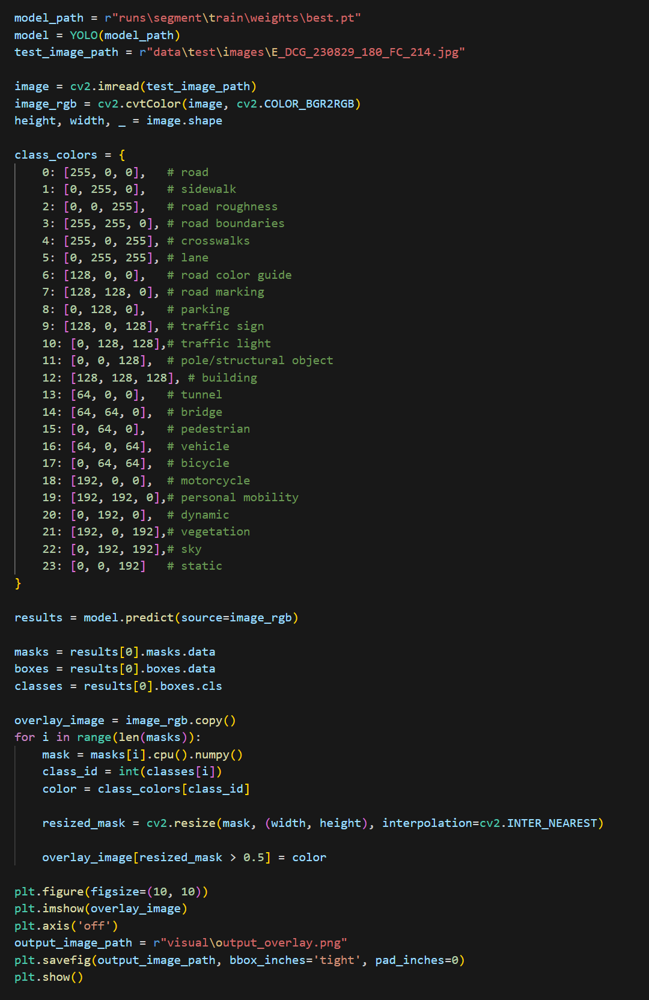 model_path = r"runs\segment\train\weights\best.pt"
model = YOLO(model_path)
test_image_path = r"data\test\images\E_DCG_230829_180_FC_214.jpg"

image = cv2.imread(test_image_path)
image_rgb = cv2.cvtColor(image, cv2.COLOR_BGR2RGB)
height, width, _ = image.shape

class_colors = {
    0: [255, 0, 0],   # road
    1: [0, 255, 0],   # sidewalk
    2: [0, 0, 255],   # road roughness
    3: [255, 255, 0], # road boundaries
    4: [255, 0, 255], # crosswalks
    5: [0, 255, 255], # lane
    6: [128, 0, 0],   # road color guide
    7: [128, 128, 0], # road marking
    8: [0, 128, 0],   # parking
    9: [128, 0, 128], # traffic sign
    10: [0, 128, 128],# traffic light
    11: [0, 0, 128],  # pole/structural object
    12: [128, 128, 128], # building
    13: [64, 0, 0],   # tunnel
    14: [64, 64, 0],  # bridge
    15: [0, 64, 0],   # pedestrian
    16: [64, 0, 64],  # vehicle
    17: [0, 64, 64],  # bicycle
    18: [192, 0, 0],  # motorcycle
    19: [192, 192, 0],# personal mobility
    20: [0, 192, 0],  # dynamic
    21: [192, 0, 192],# vegetation
    22: [0, 192, 192],# sky
    23: [0, 0, 192]   # static
}

results = model.predict(source=image_rgb)

masks = results[0].masks.data
boxes = results[0].boxes.data
classes = results[0].boxes.cls

overlay_image = image_rgb.copy()
for i in range(len(masks)):
    mask = masks[i].cpu().numpy()
    class_id = int(classes[i])
    color = class_colors[class_id]

    resized_mask = cv2.resize(mask, (width, height), interpolation=cv2.INTER_NEAREST)

    overlay_image[resized_mask > 0.5] = color

plt.figure(figsize=(10, 10))
plt.imshow(overlay_image)
plt.axis('off')
output_image_path = r"visual\output_overlay.png"
plt.savefig(output_image_path, bbox_inches='tight', pad_inches=0)
plt.show()